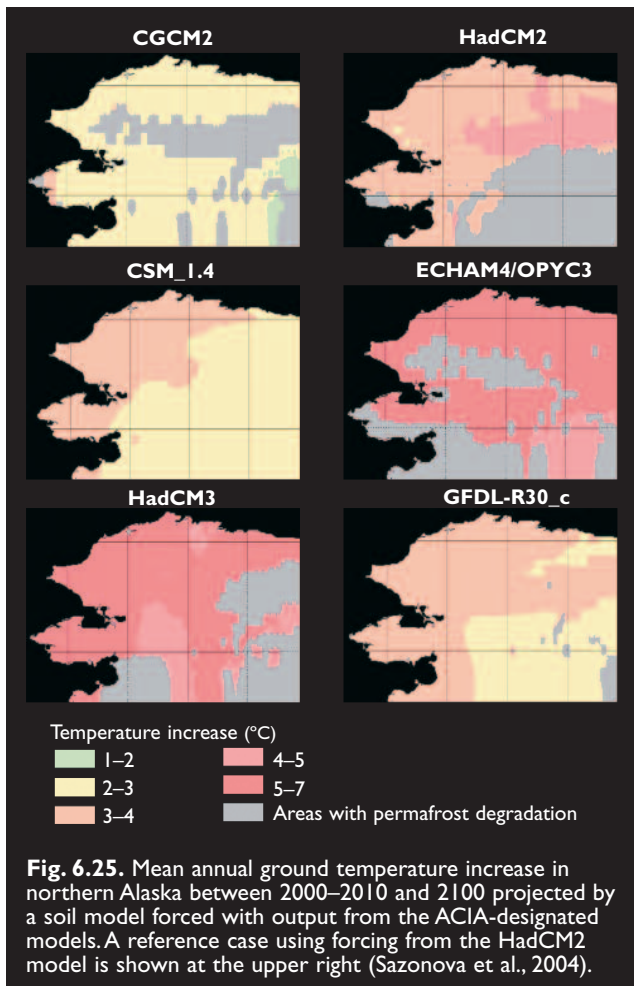 CGCM2
HadCM2
CSM_1.4
ECHAM4/OPYC3
HadCM3
GFDL-R30_c
Temperature increase (°C)
1–2
2–3
3–4
4–5
5–7
Areas with permafrost degradation
Fig. 6.25. Mean annual ground temperature increase in
northern Alaska between 2000–2010 and 2100 projected by
a soil model forced with output from the ACIA-designated
models. A reference case using forcing from the HadCM2
model is shown at the upper right (Sazonova et al., 2004).